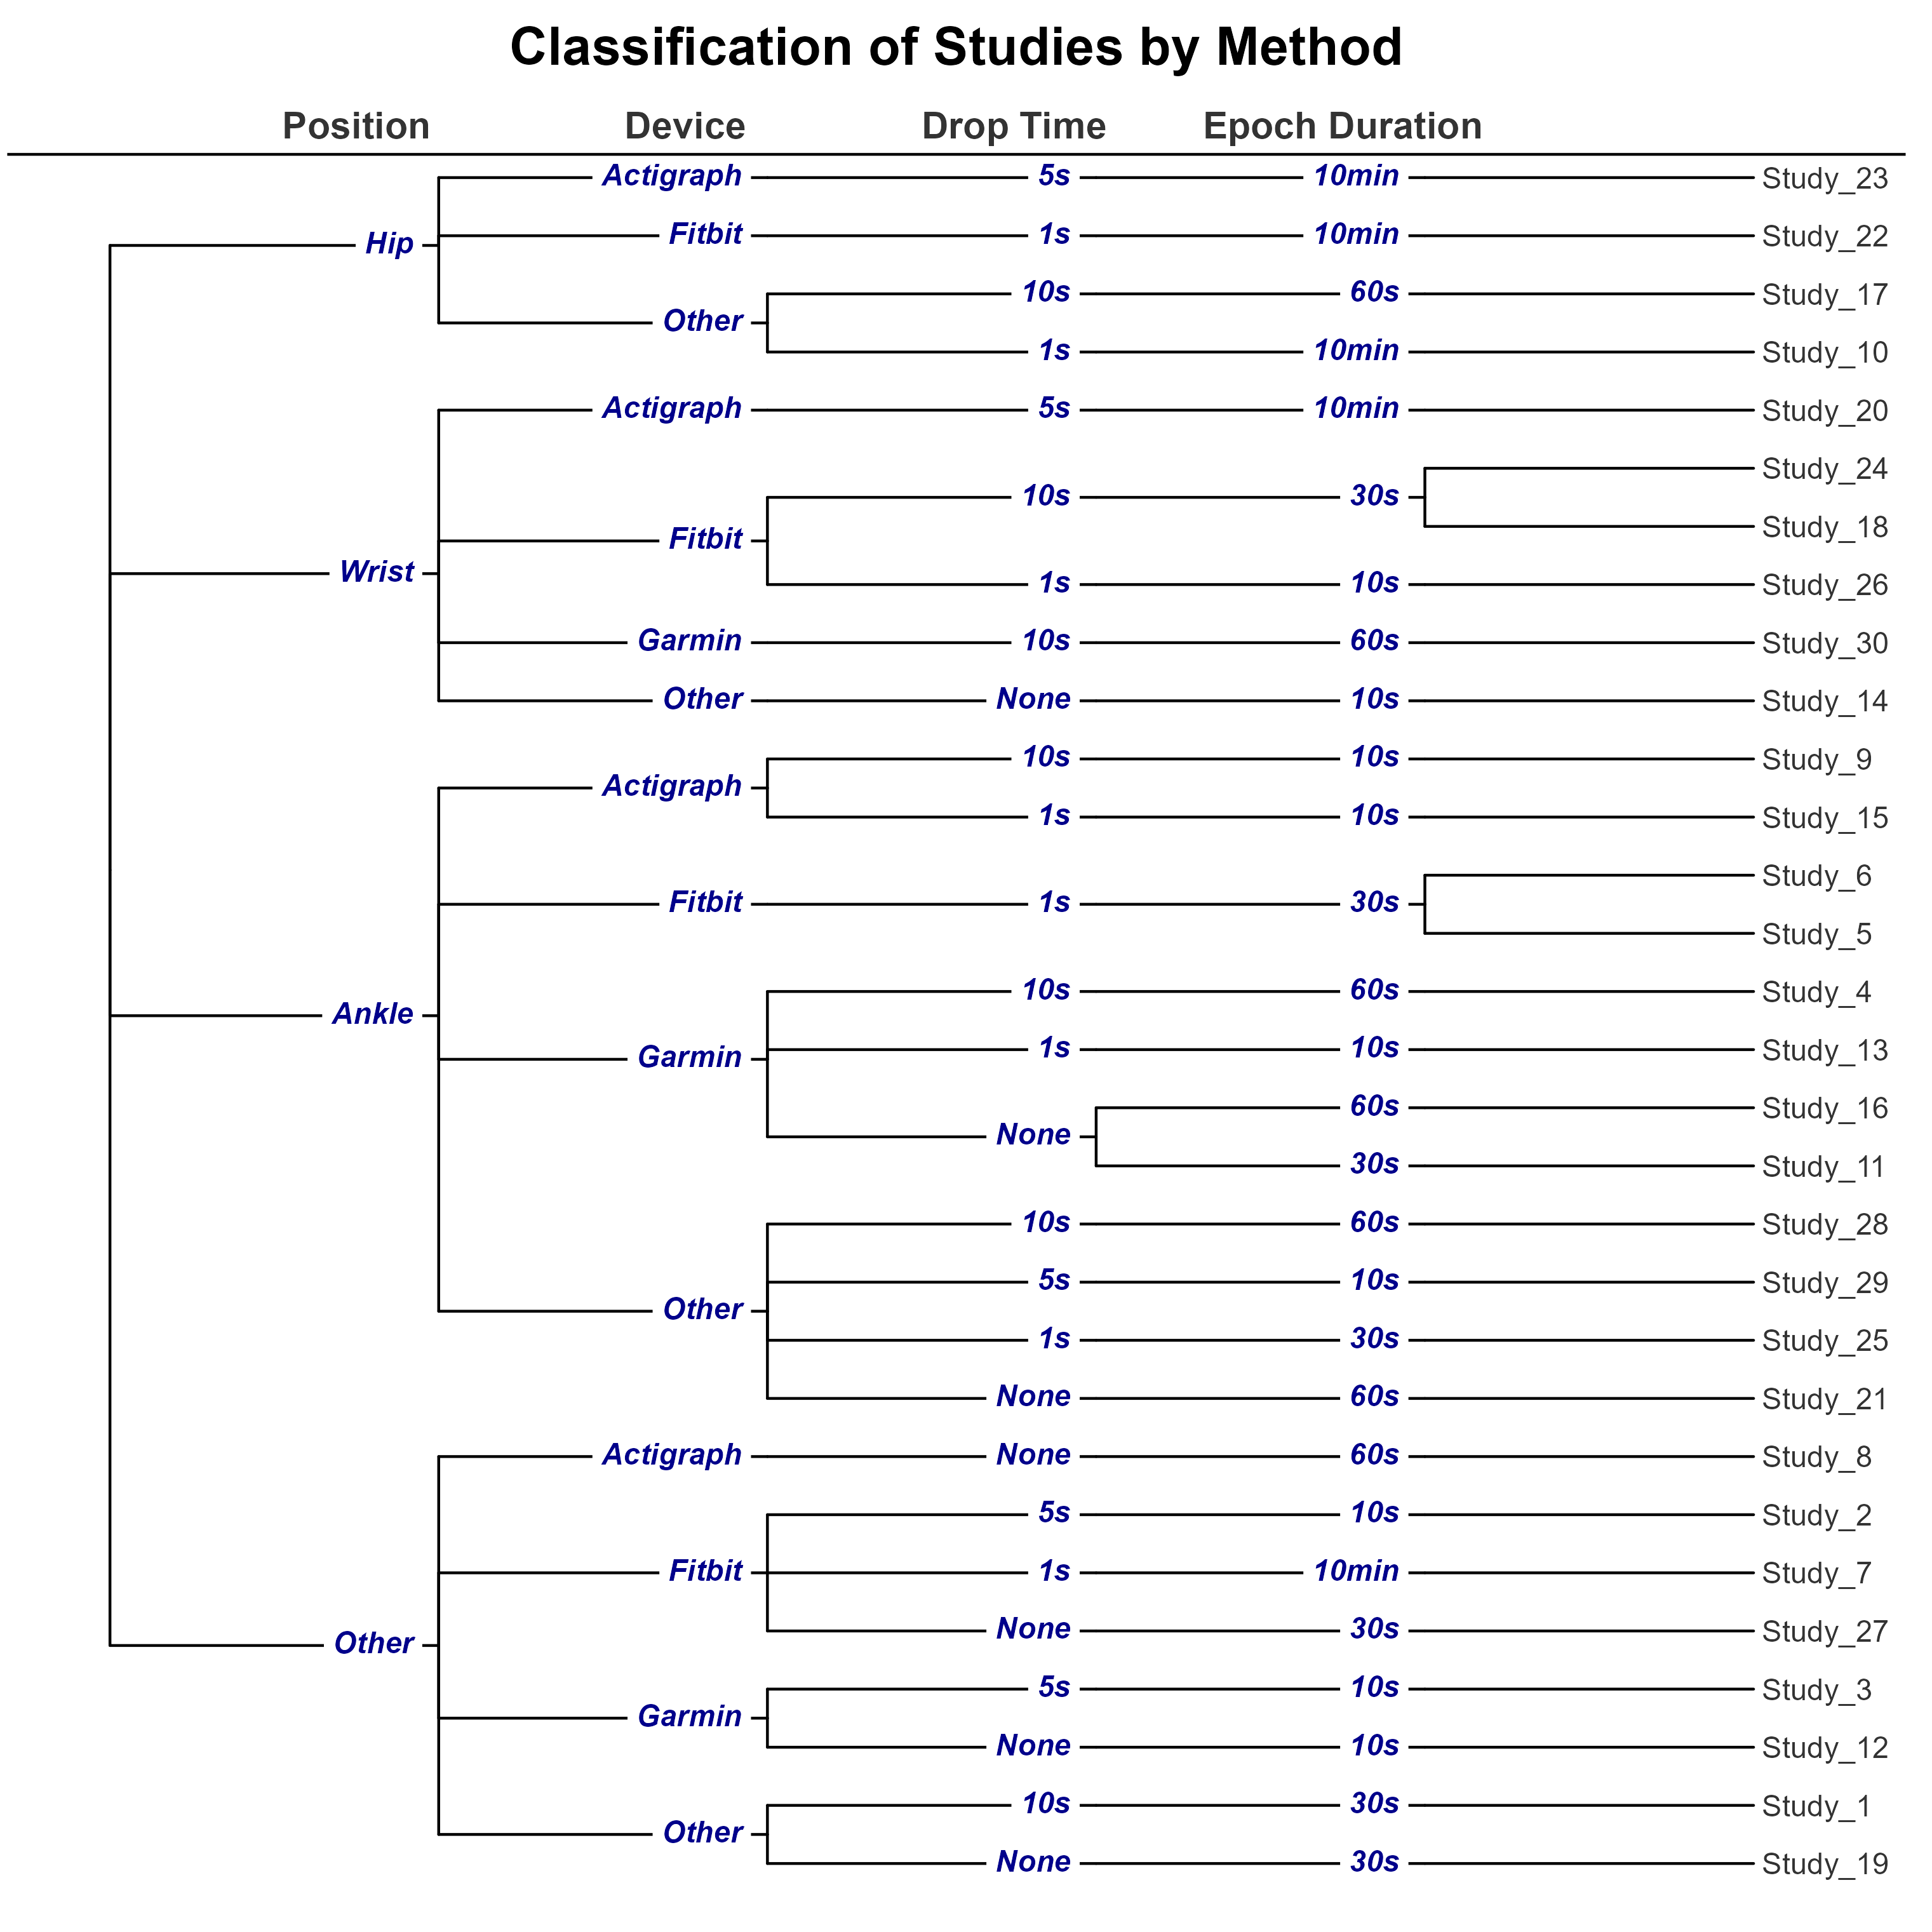 Classification of Studies by Method
Position Device Drop Time Epoch Duration
Actigraph 5s 10min Study_23
Fitbit 1s 10min Study_22
Hip
10s 60s Study_17
Other
1s 10min Study_10
Actigraph 5s 10min Study_20
Study_24
10s 30s
Study_18
Fitbit
Wrist
1s 10s Study_26
Garmin 10s 60s Study_30
Other None 10s Study_14
10s 10s Study_9
Actigraph
1s 10s Study_15
Study_6
Fitbit 1s 30s
Study_5
10s 60s Study_4
Ankle
1s 10s Study_13
Garmin
60s Study_16
None
30s Study_11
10s 60s Study_28
5s 10s Study_29
Other
1s 30s Study_25
None 60s Study_21
Actigraph None 60s Study_8
5s 10s Study_2
Fitbit 1s 10min Study_7
None 30s Study_27
Other
5s 10s Study_3
Garmin
None 10s Study_12
10s 30s Study_1
Other
None 30s Study_19